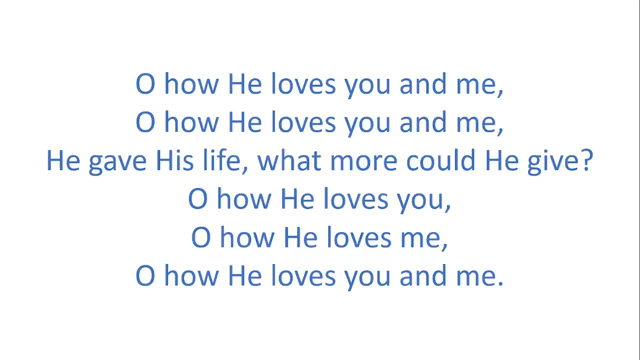 O how He loves you and me,
O how He loves you and me,
He gave His life, what more could He give?
O how He loves you,
O how He loves me,
O how He loves you and me.